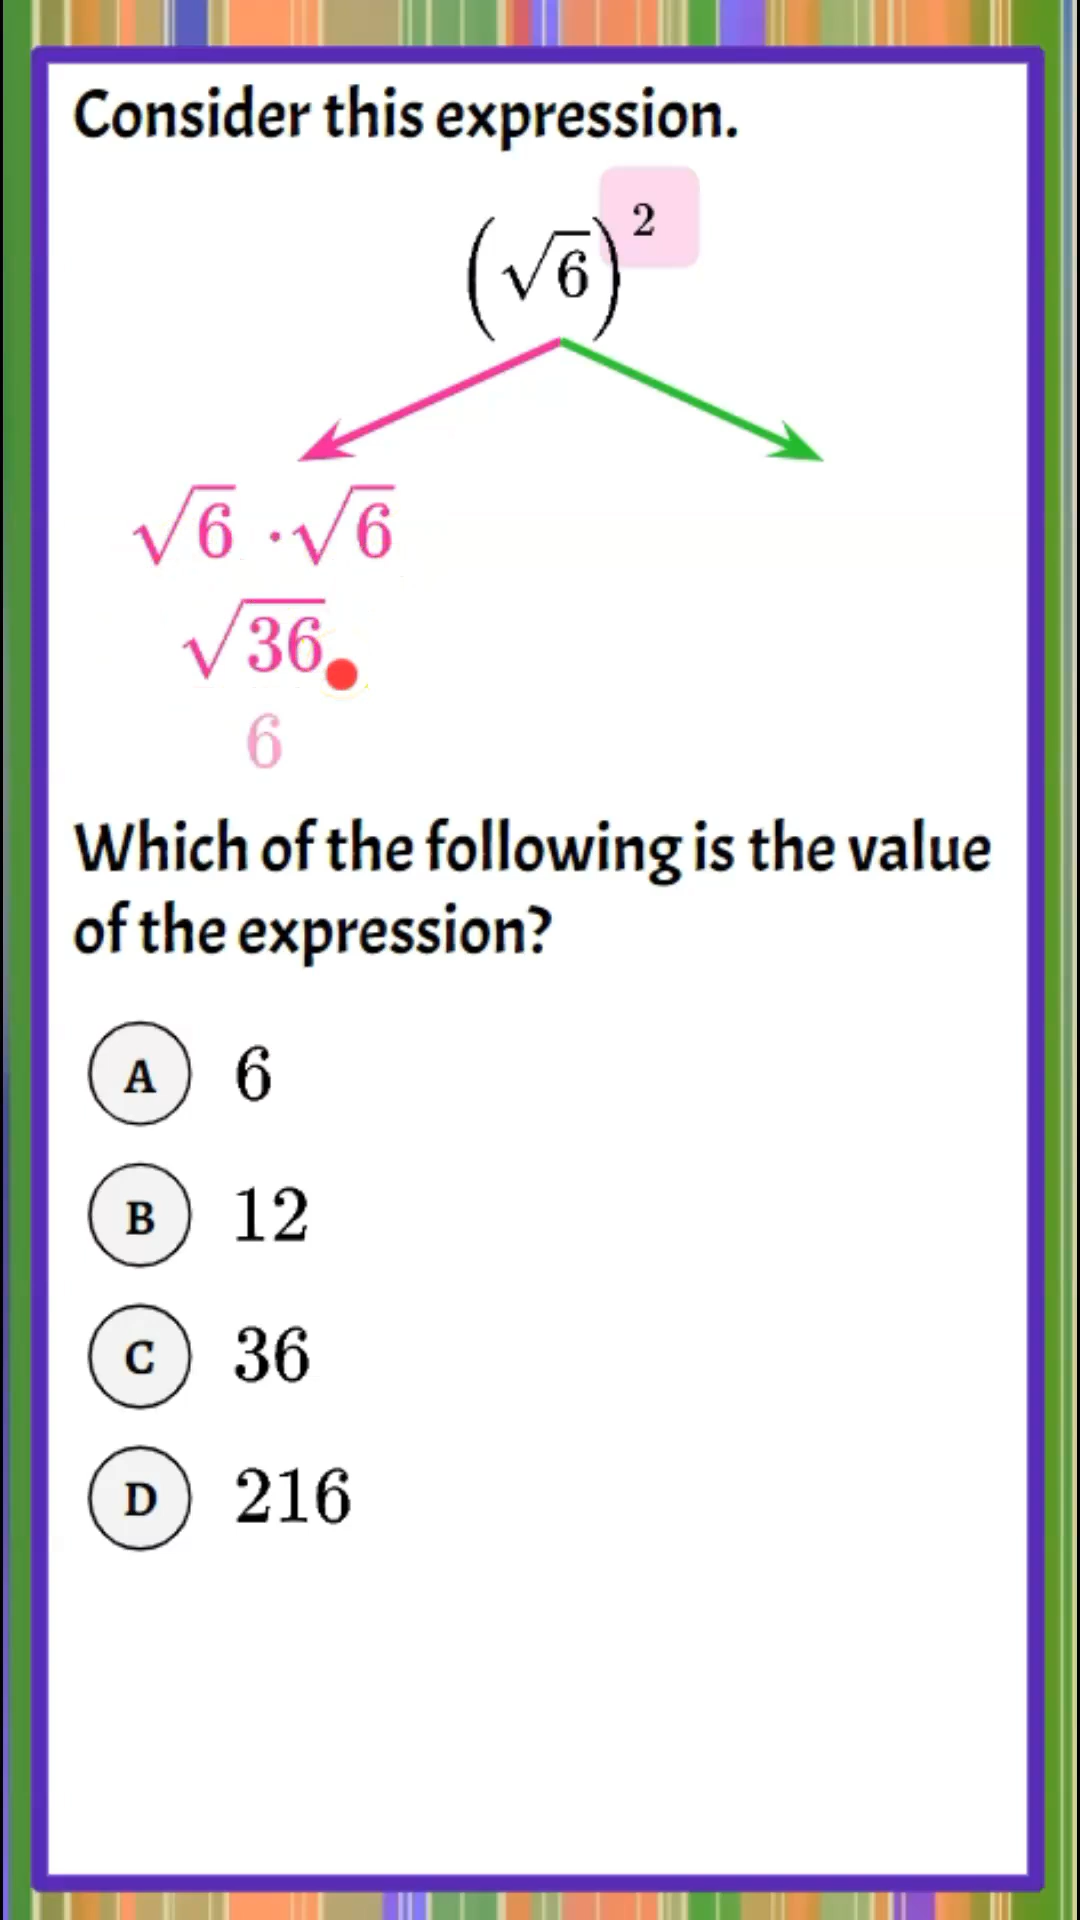 Consider this expression.
(√6)²
√6 · √6
√36
6
Which of the following is the value
of the expression?
A 6
B 12
C 36
D 216